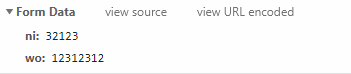 Form Data view source view URL encoded
ni: 32123
wo: 12312312